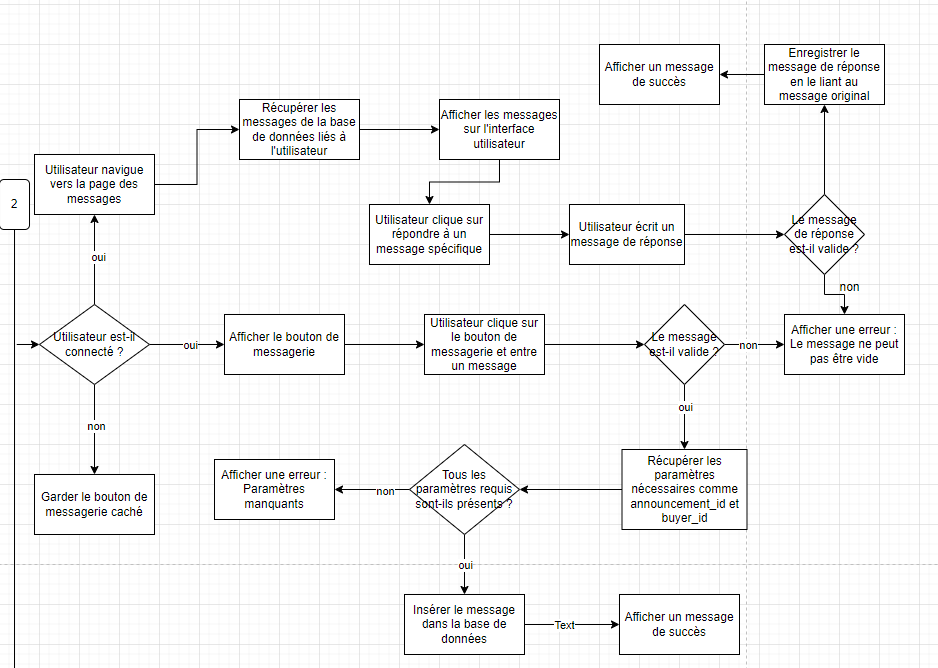 Afficher un message
de succès
Enregistrer le
message de réponse
en le liant au
message original
Récupérer les
messages de la base
de données liés à
l'utilisateur
Afficher les messages
sur l'interface
utilisateur
Utilisateur navigue
vers la page des
messages
2
Utilisateur clique sur
répondre à un
message spécifique
Utilisateur écrit un
message de réponse
Le message
de réponse
est-il valide ?
oui
non
Utilisateur est-il
connecté ?
oui
Afficher le bouton de
messagerie
Utilisateur clique sur
le bouton de
messagerie et entre
un message
Le message
est-il valide ?
non
Afficher une erreur :
Le message ne peut
pas être vide
oui
non
Garder le bouton de
messagerie caché
Afficher une erreur :
Paramètres
manquants
non
Tous les
paramètres requis
sont-ils présents ?
Récupérer les
paramètres
nécessaires comme
announcement_id et
buyer_id
oui
Insérer le message
dans la base de
données
Text
Afficher un message
de succès